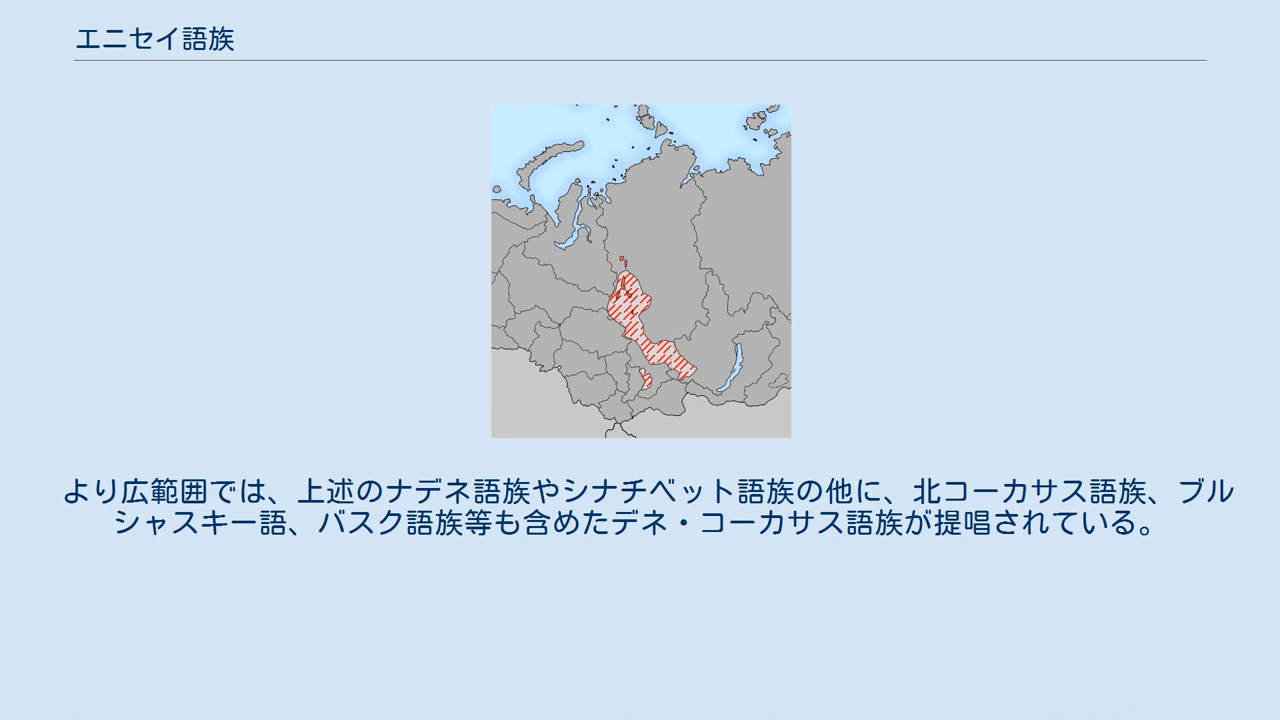 エニセイ語族
より広範囲では、上述のナデネ語族やシナチベット語族の他に、北コーカサス語族、ブル
シャスキー語、バスク語族等も含めたデネ・コーカサス語族が提唱されている。